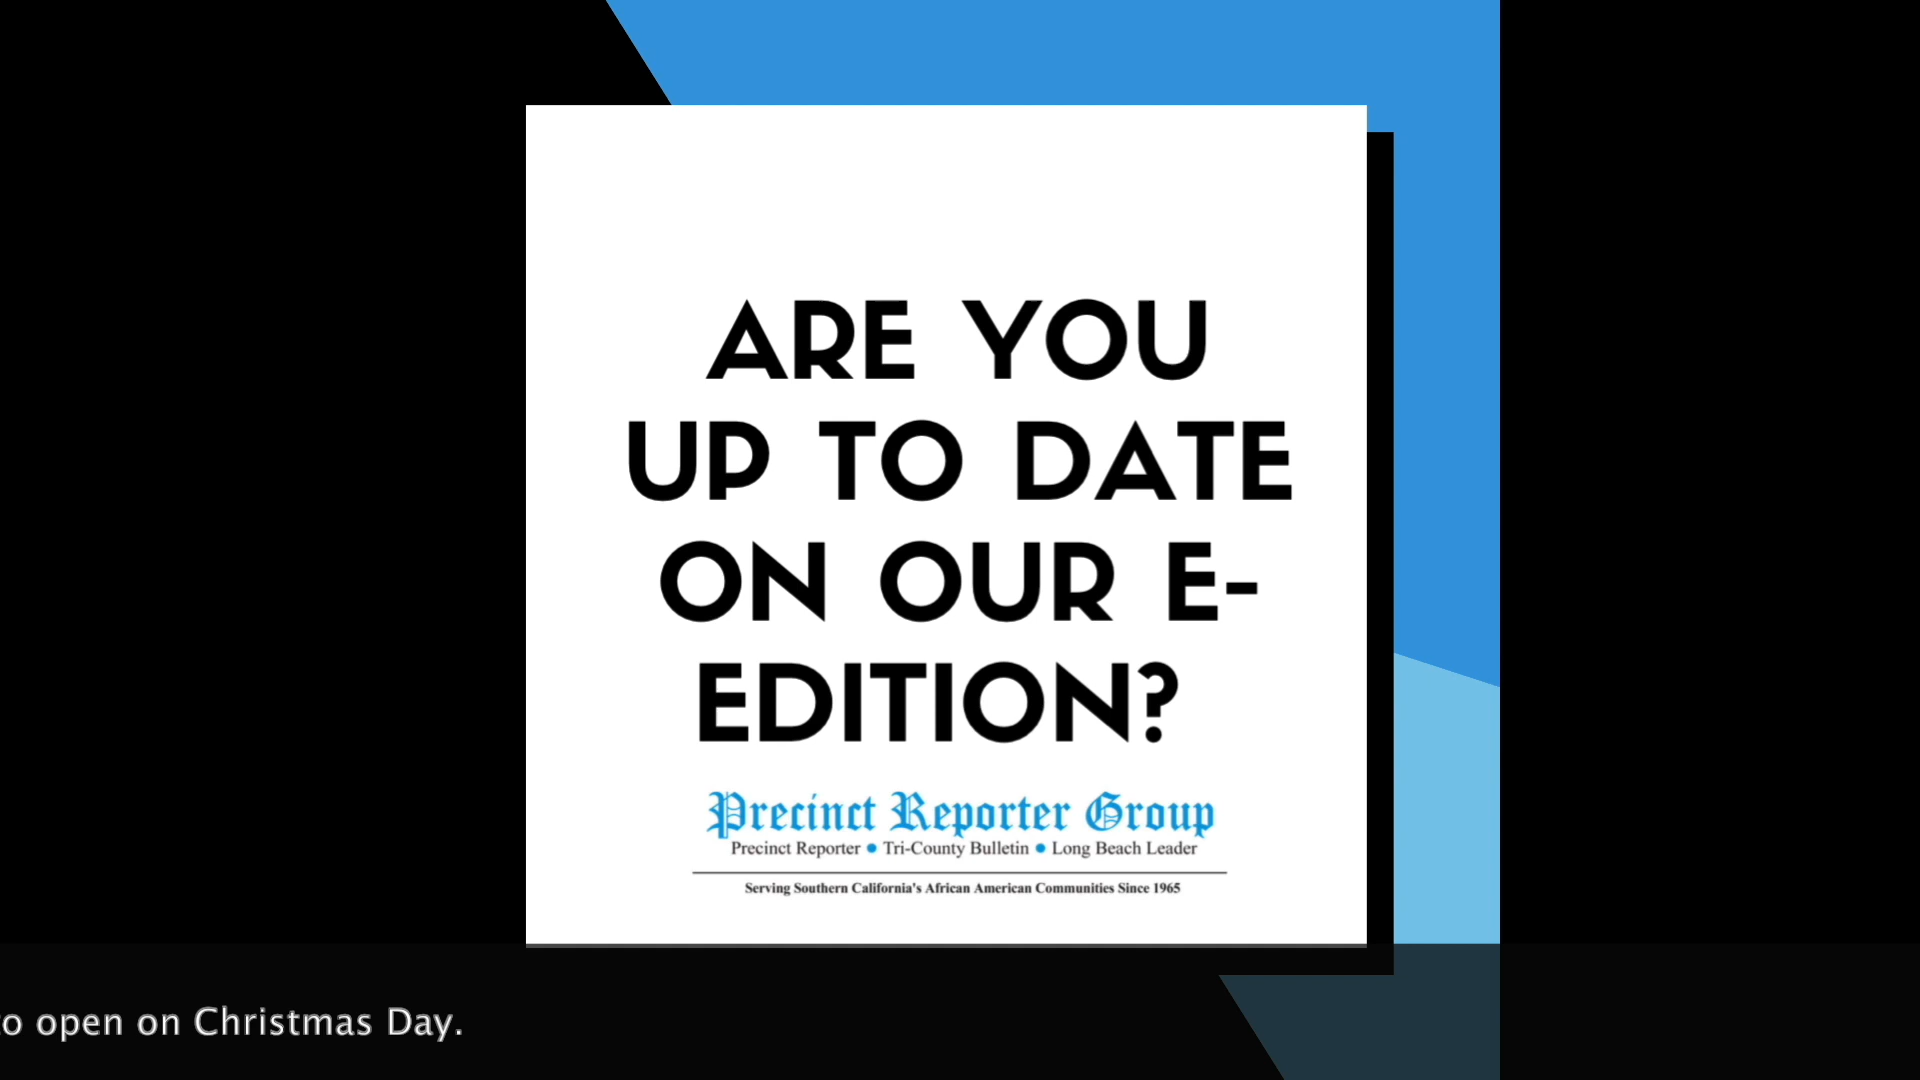 ARE YOU
UP TO DATE
ON OUR E-
EDITION?
Precinct Reporter Group
Precinct Reporter ● Tri-County Bulletin ● Long Beach Leader
Serving Southern California's African American Communities Since 1965
to open on Christmas Day.